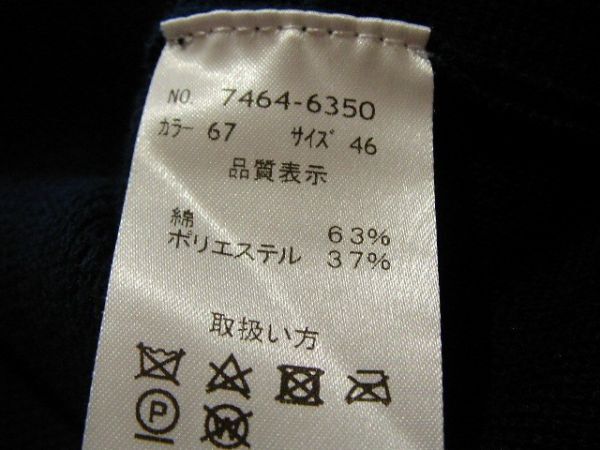 NO. 7464-6350
ｶﾗｰ 67 ｻｲｽﾞ 46
品質表示
綿 63%
ポリエステル 37%
取扱い方
P W